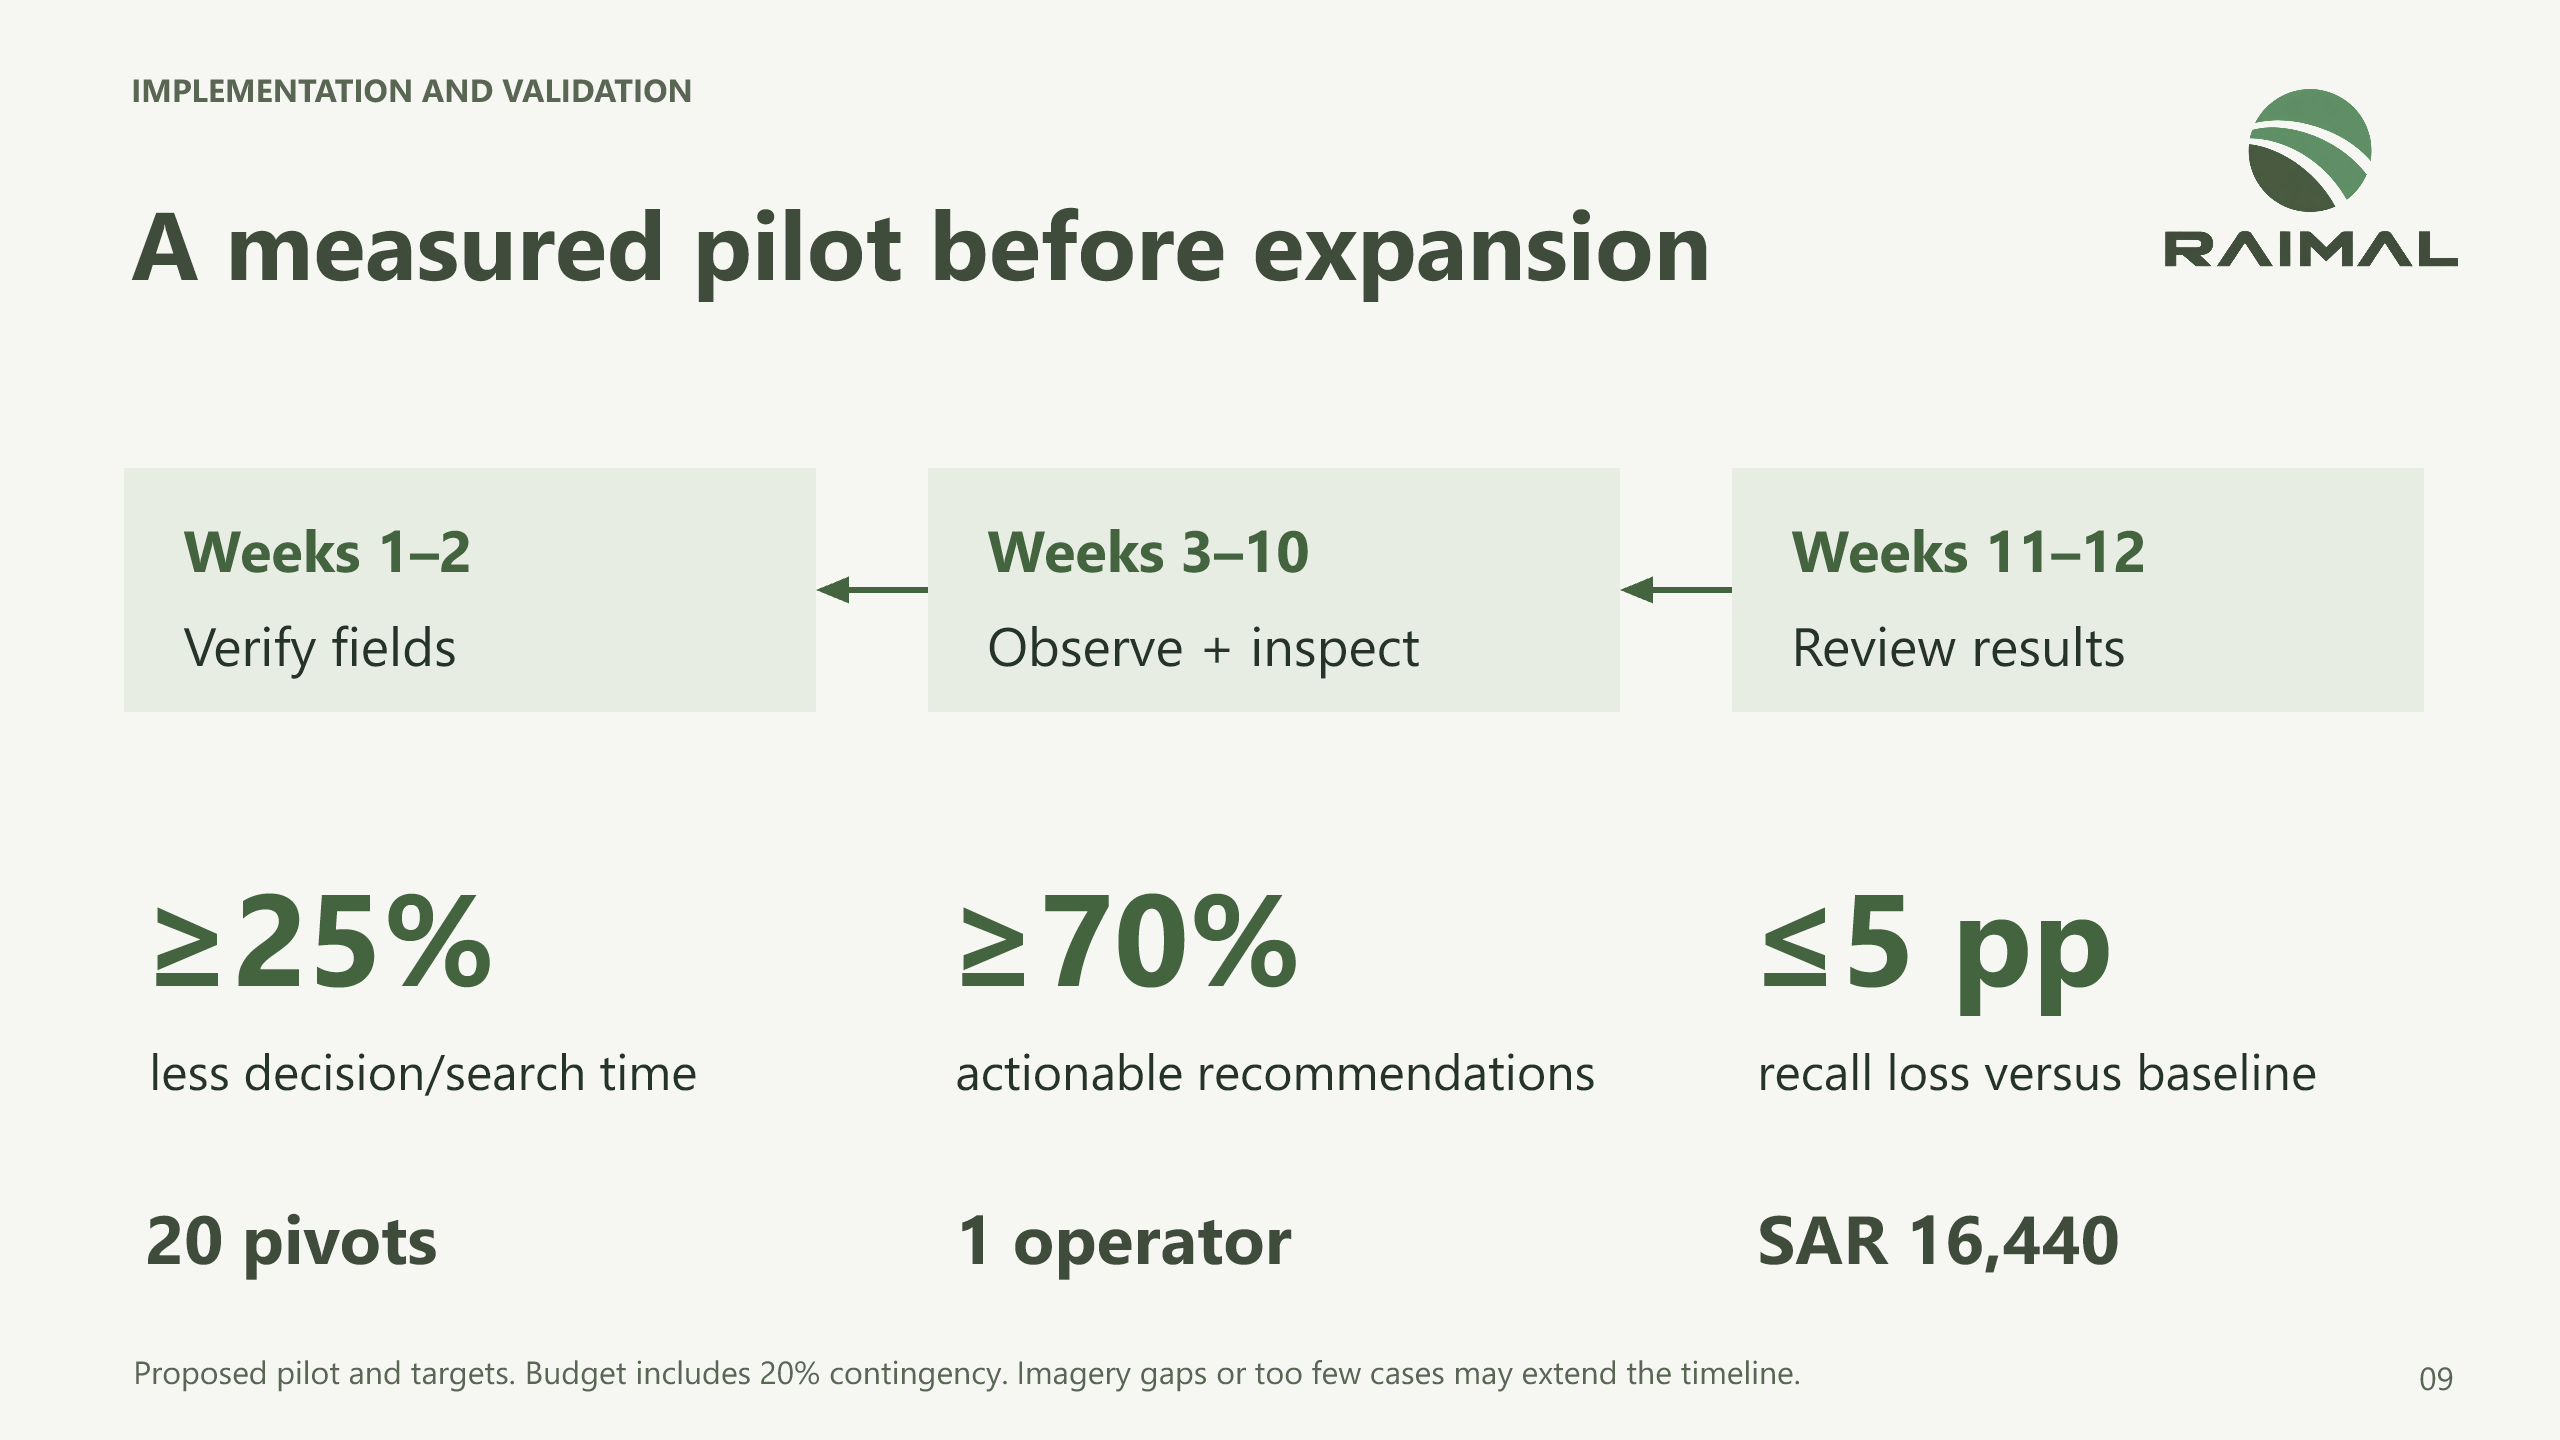 IMPLEMENTATION AND VALIDATION
RAIMAL
A measured pilot before expansion
Weeks 1–2
Verify fields
Weeks 3–10
Observe + inspect
Weeks 11–12
Review results
≥25%
less decision/search time
≥70%
actionable recommendations
≤5 pp
recall loss versus baseline
20 pivots
1 operator
SAR 16,440
Proposed pilot and targets. Budget includes 20% contingency. Imagery gaps or too few cases may extend the timeline.
09